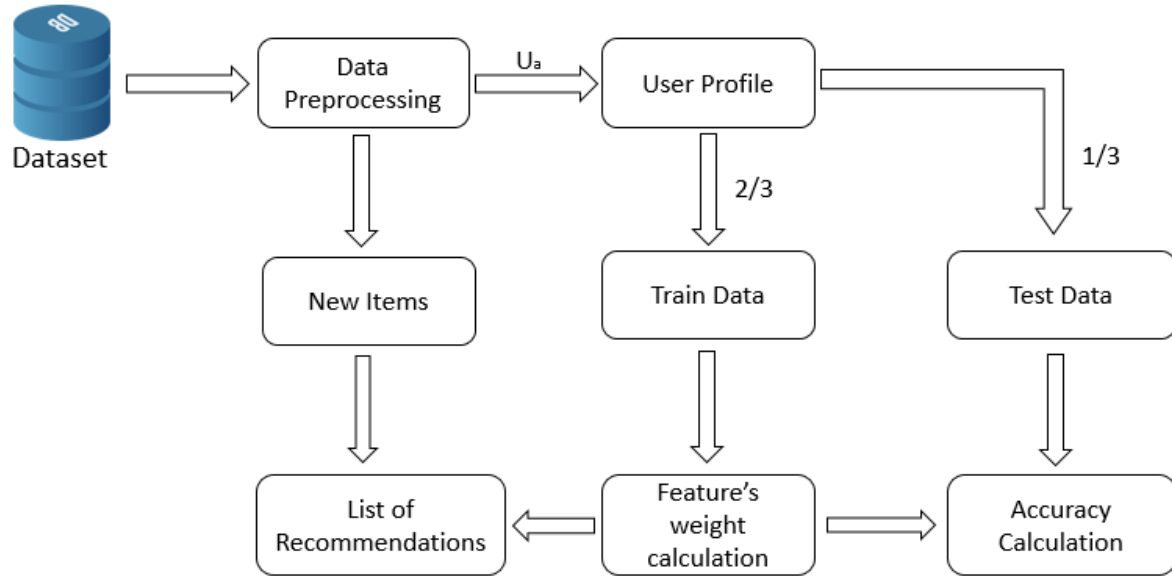 DB
Dataset
Data
Preprocessing
Uₐ
User Profile
2/3
1/3
New Items
Train Data
Test Data
List of
Recommendations
Feature’s
weight
calculation
Accuracy
Calculation